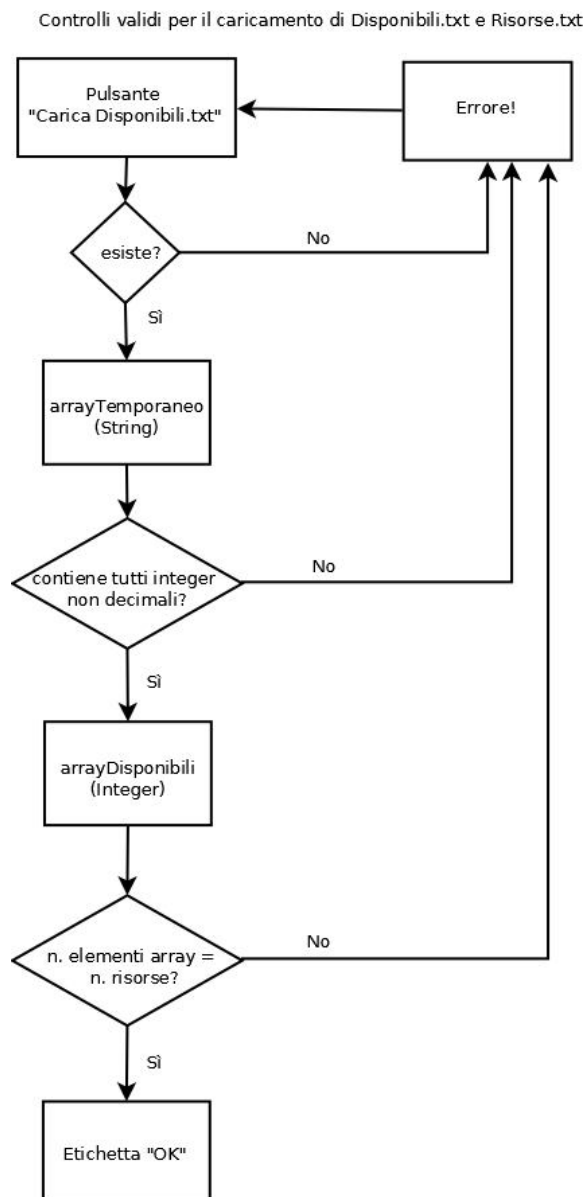 Controlli validi per il caricamento di Disponibili.txt e Risorse.txt
Pulsante
"Carica Disponibili.txt"
Errore!
esiste?
No
Sì
arrayTemporaneo
(String)
contiene tutti integer
non decimali?
No
Sì
arrayDisponibili
(Integer)
n. elementi array =
n. risorse?
No
Sì
Etichetta "OK"